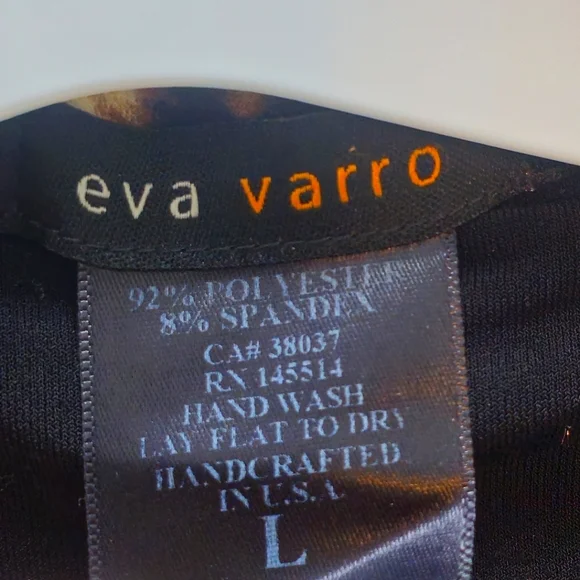 eva varro
92% POLYESTER
8% SPANDEX
CA# 38037
RN 145514
HAND WASH
LAY FLAT TO DRY
HANDCRAFTED
IN U.S.A.
L